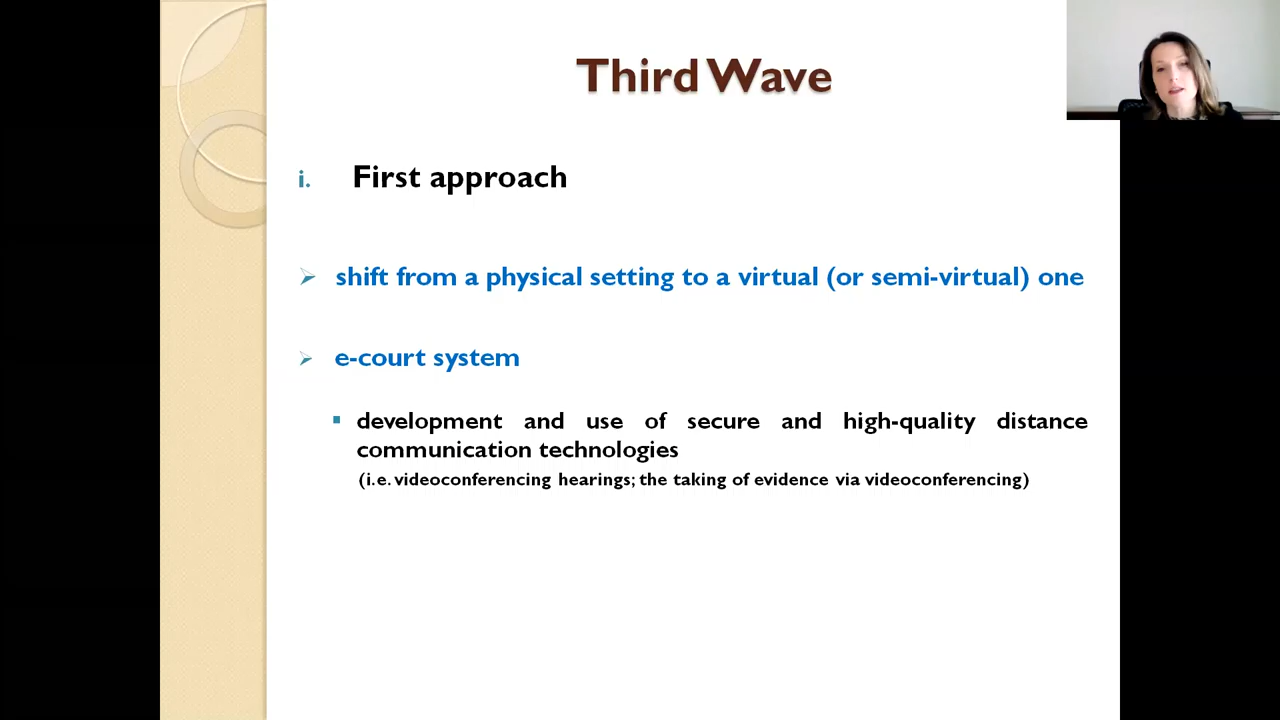 Third Wave
i. First approach
shift from a physical setting to a virtual (or semi-virtual) one
e-court system
development and use of secure and high-quality distance
communication technologies
(i.e. videoconferencing hearings; the taking of evidence via videoconferencing)